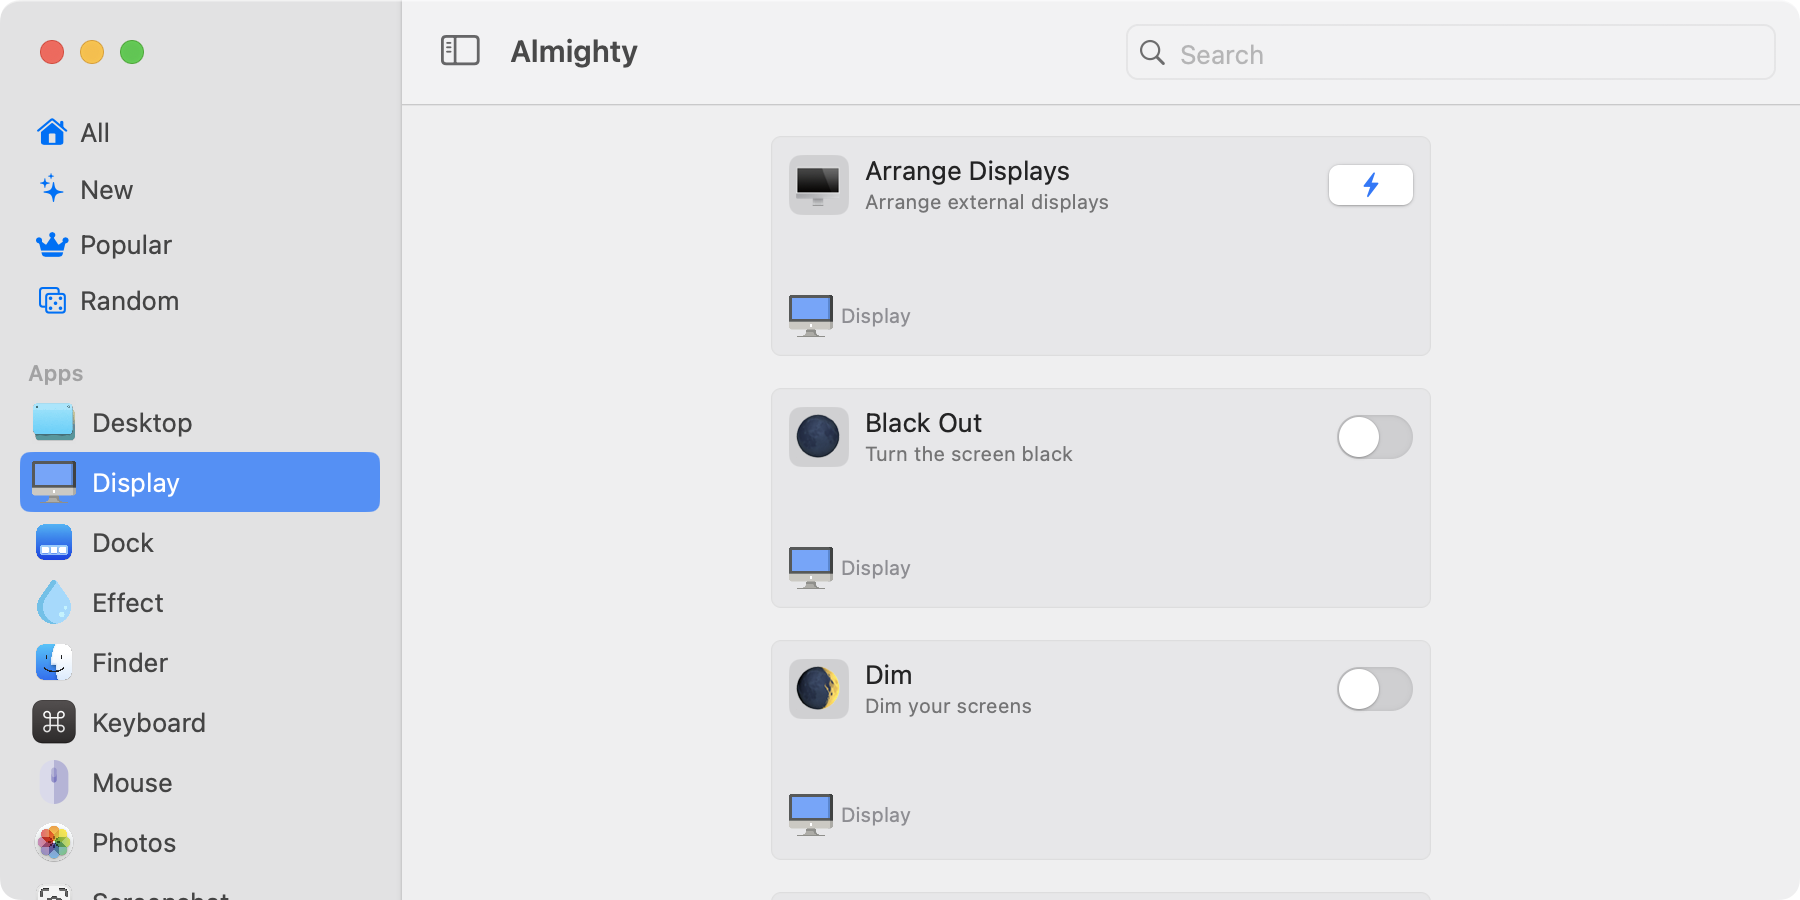 Almighty
Search
All
New
Popular
Random
Apps
Desktop
Display
Dock
Effect
Finder
Keyboard
Mouse
Photos
Screenshot
Arrange Displays
Arrange external displays
Display
Black Out
Turn the screen black
Display
Dim
Dim your screens
Display